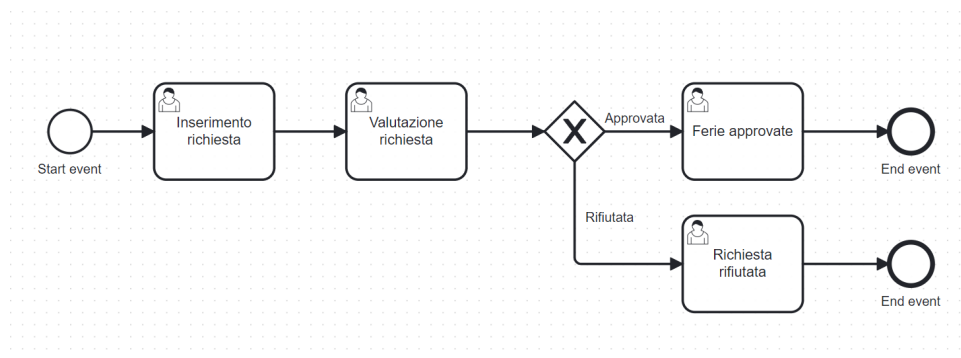 Start event
Inserimento
richiesta
Valutazione
richiesta
Approvata
Ferie approvate
End event
Rifiutata
Richiesta
rifiutata
End event